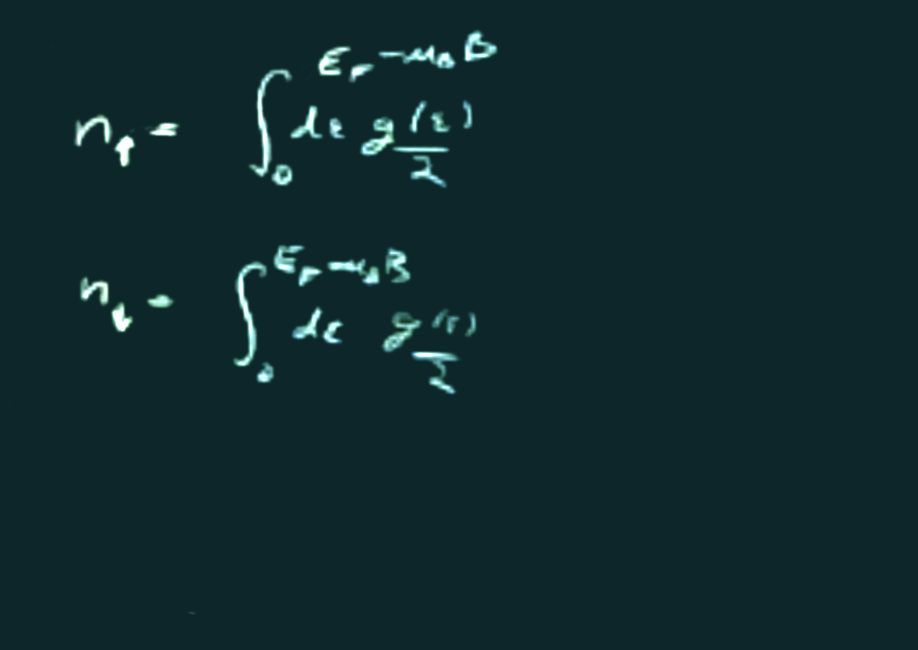 n↑ = ∫₀^{E_F − μ_B B} dε g(ε)/2
n↓ = ∫₀^{E_F − μ_B B} dε g(ε)/2